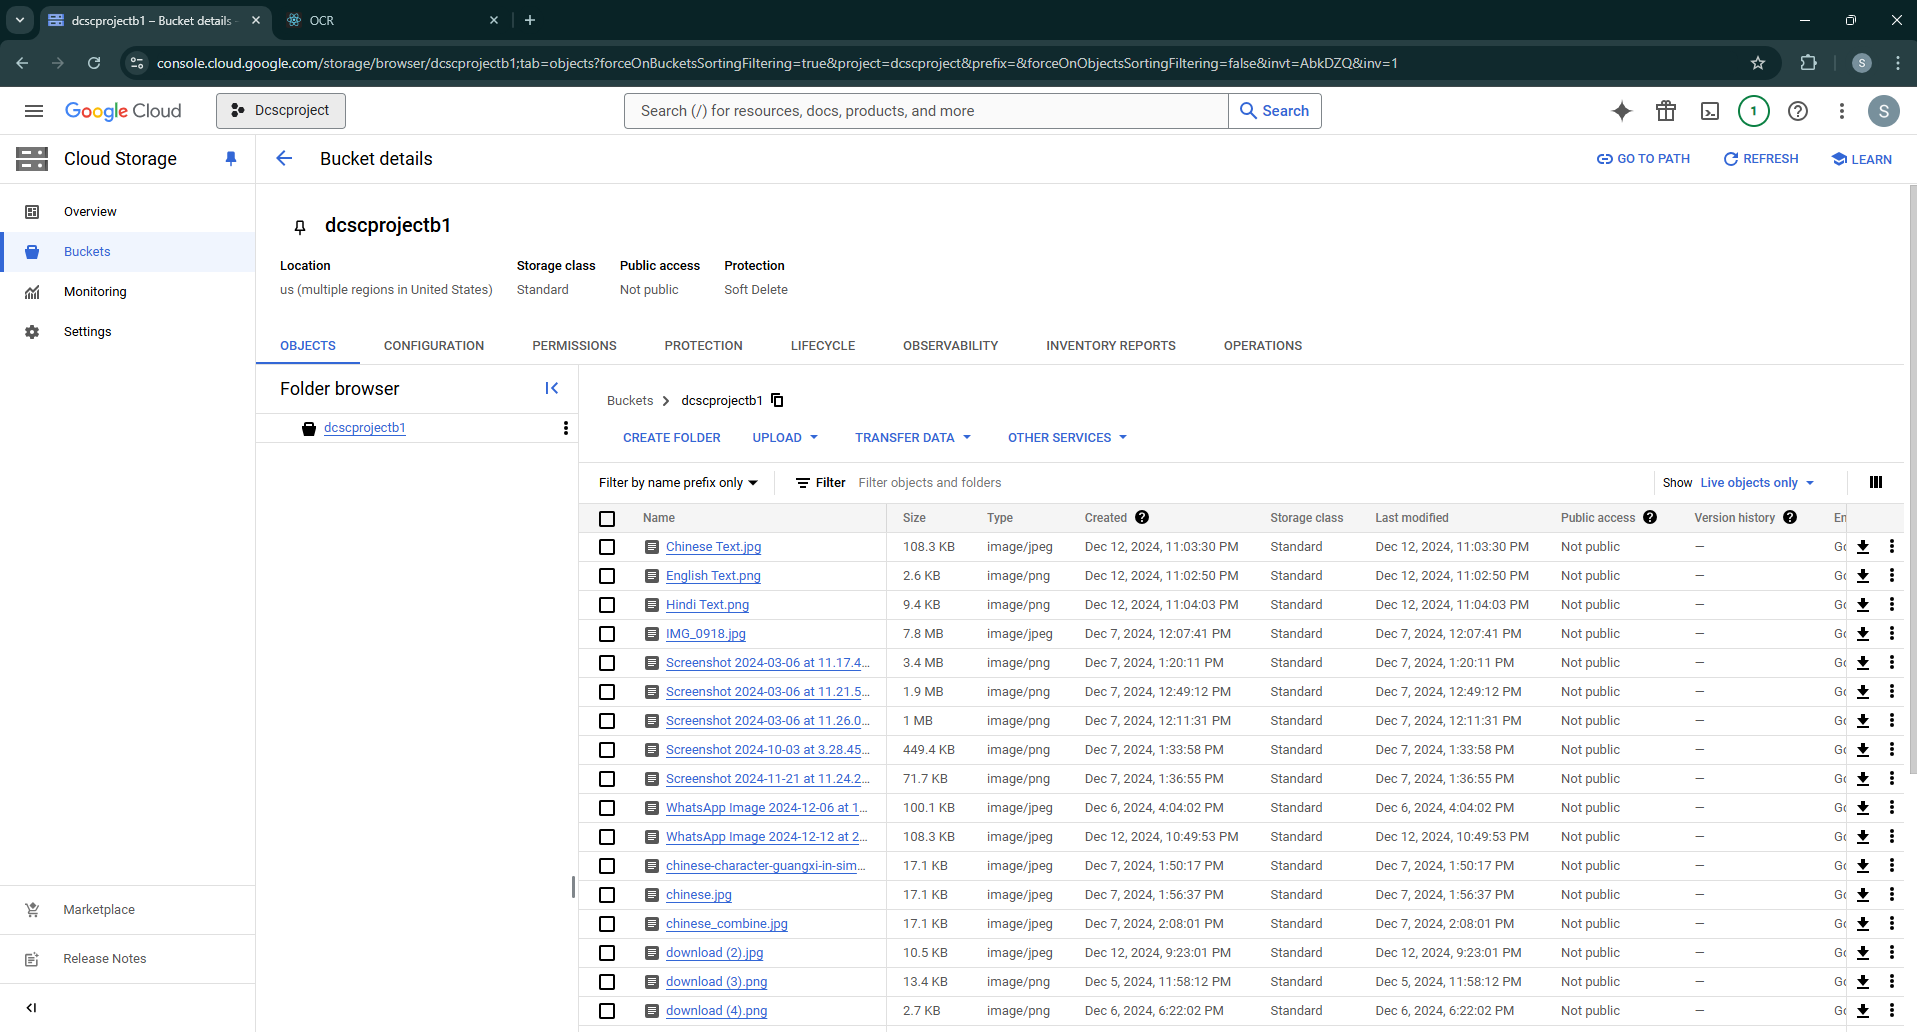 dcscprojectb1 – Bucket details
OCR
console.cloud.google.com/storage/browser/dcscprojectb1;tab=objects?forceOnBucketsSortingFiltering=true&project=dcscproject&prefix=&forceOnObjectsSortingFiltering=false&invt=AbkDZQ&inv=1
S
Google Cloud
Dcscproject
Search (/) for resources, docs, products, and more
Search
1
S
Cloud Storage
Bucket details
GO TO PATH
REFRESH
LEARN
Overview
Buckets
Monitoring
Settings
Marketplace
Release Notes
dcscprojectb1
Location Storage class Public access Protection
us (multiple regions in United States) Standard Not public Soft Delete
OBJECTS CONFIGURATION PERMISSIONS PROTECTION LIFECYCLE OBSERVABILITY INVENTORY REPORTS OPERATIONS
Folder browser
dcscprojectb1
Buckets dcscprojectb1
CREATE FOLDER UPLOAD TRANSFER DATA OTHER SERVICES
Filter by name prefix only Filter Filter objects and folders Show Live objects only
Name Size Type Created Storage class Last modified Public access Version history En
Chinese Text.jpg 108.3 KB image/jpeg Dec 12, 2024, 11:03:30 PM Standard Dec 12, 2024, 11:03:30 PM Not public — Go
English Text.png 2.6 KB image/png Dec 12, 2024, 11:02:50 PM Standard Dec 12, 2024, 11:02:50 PM Not public — Go
Hindi Text.png 9.4 KB image/png Dec 12, 2024, 11:04:03 PM Standard Dec 12, 2024, 11:04:03 PM Not public — Go
IMG_0918.jpg 7.8 MB image/jpeg Dec 7, 2024, 12:07:41 PM Standard Dec 7, 2024, 12:07:41 PM Not public — Go
Screenshot 2024-03-06 at 11.17.4... 3.4 MB image/png Dec 7, 2024, 1:20:11 PM Standard Dec 7, 2024, 1:20:11 PM Not public — Go
Screenshot 2024-03-06 at 11.21.5... 1.9 MB image/png Dec 7, 2024, 12:49:12 PM Standard Dec 7, 2024, 12:49:12 PM Not public — Go
Screenshot 2024-03-06 at 11.26.0... 1 MB image/png Dec 7, 2024, 12:11:31 PM Standard Dec 7, 2024, 12:11:31 PM Not public — Go
Screenshot 2024-10-03 at 3.28.45... 449.4 KB image/png Dec 7, 2024, 1:33:58 PM Standard Dec 7, 2024, 1:33:58 PM Not public — Go
Screenshot 2024-11-21 at 11.24.2... 71.7 KB image/png Dec 7, 2024, 1:36:55 PM Standard Dec 7, 2024, 1:36:55 PM Not public — Go
WhatsApp Image 2024-12-06 at 1... 100.1 KB image/jpeg Dec 6, 2024, 4:04:02 PM Standard Dec 6, 2024, 4:04:02 PM Not public — Go
WhatsApp Image 2024-12-12 at 2... 108.3 KB image/jpeg Dec 12, 2024, 10:49:53 PM Standard Dec 12, 2024, 10:49:53 PM Not public — Go
chinese-character-guangxi-in-sim... 17.1 KB image/jpeg Dec 7, 2024, 1:50:17 PM Standard Dec 7, 2024, 1:50:17 PM Not public — Go
chinese.jpg 17.1 KB image/jpeg Dec 7, 2024, 1:56:37 PM Standard Dec 7, 2024, 1:56:37 PM Not public — Go
chinese_combine.jpg 17.1 KB image/jpeg Dec 7, 2024, 2:08:01 PM Standard Dec 7, 2024, 2:08:01 PM Not public — Go
download (2).jpg 10.5 KB image/jpeg Dec 12, 2024, 9:23:01 PM Standard Dec 12, 2024, 9:23:01 PM Not public — Go
download (3).png 13.4 KB image/png Dec 5, 2024, 11:58:12 PM Standard Dec 5, 2024, 11:58:12 PM Not public — Go
download (4).png 2.7 KB image/png Dec 6, 2024, 6:22:02 PM Standard Dec 6, 2024, 6:22:02 PM Not public — Go